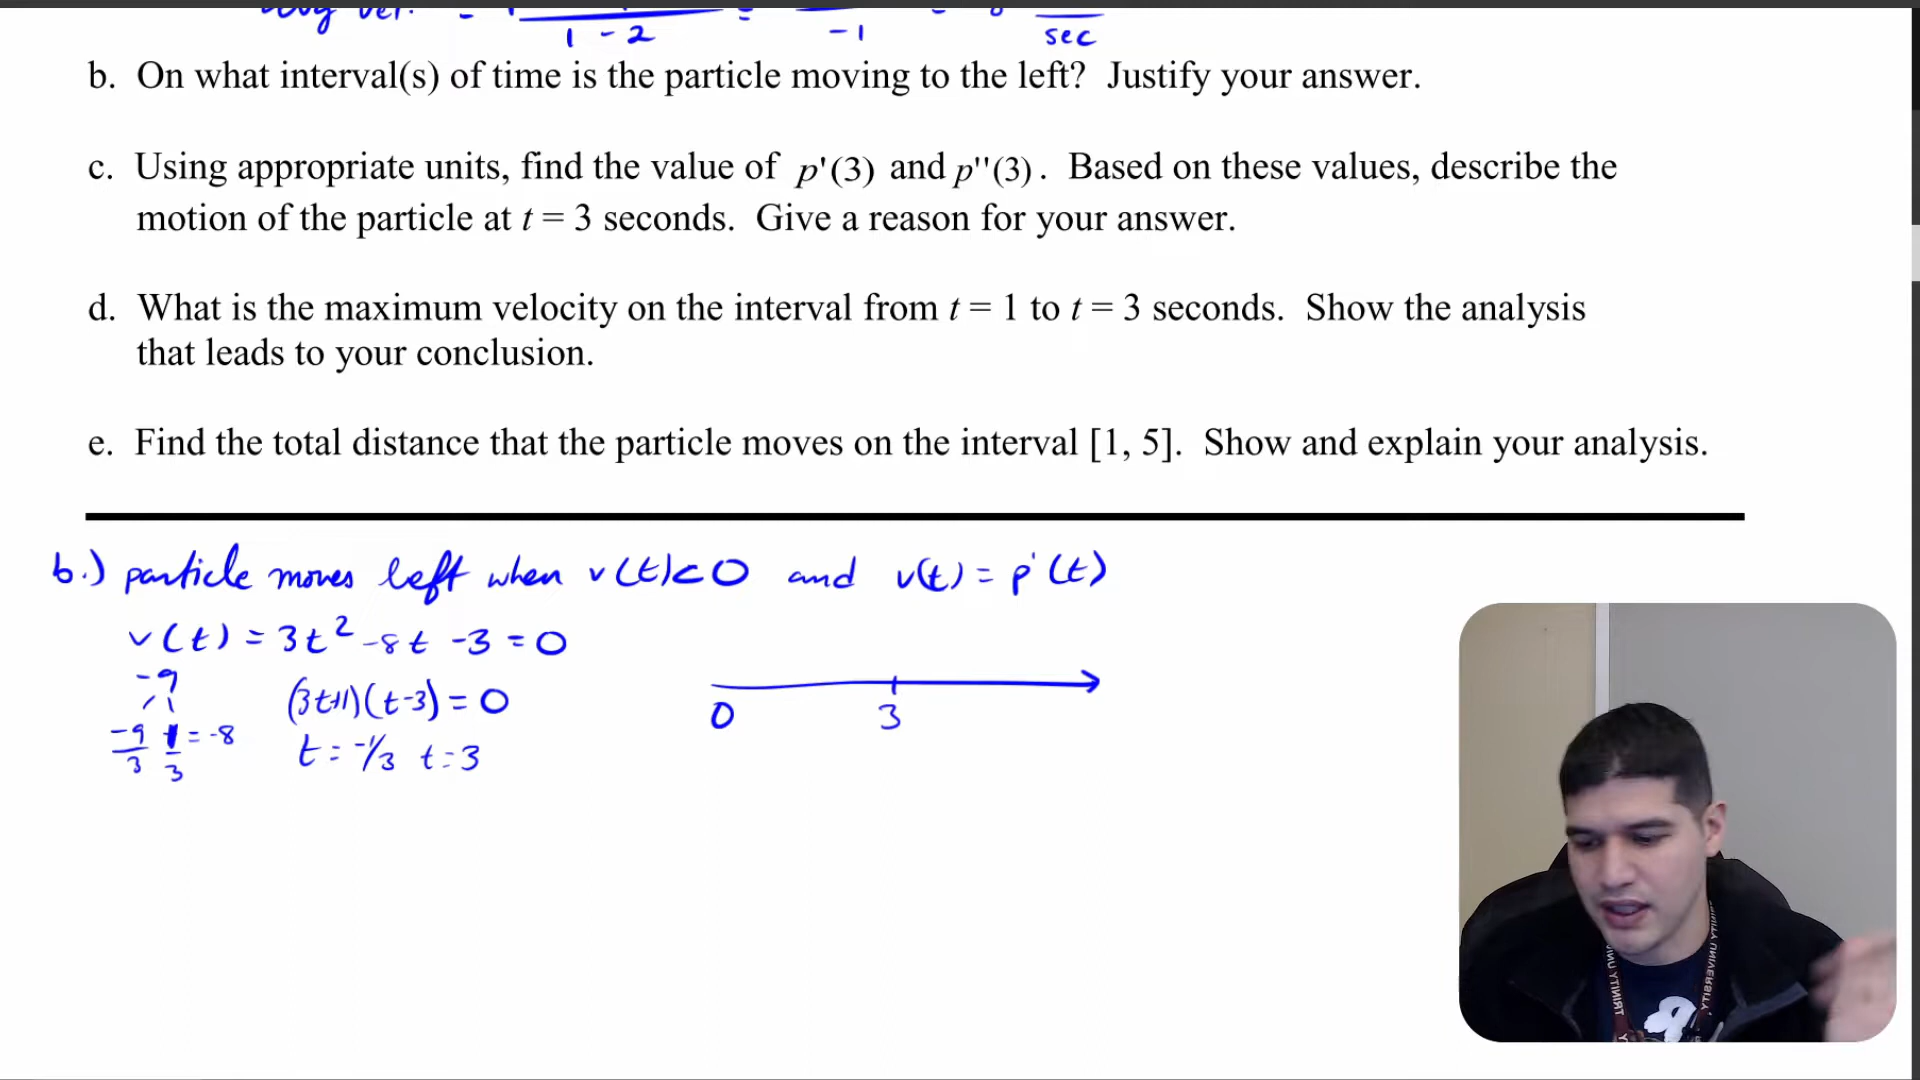 1 - 2
-1
sec
b. On what interval(s) of time is the particle moving to the left? Justify your answer.
c. Using appropriate units, find the value of p'(3) and p''(3). Based on these values, describe the
motion of the particle at t = 3 seconds. Give a reason for your answer.
d. What is the maximum velocity on the interval from t = 1 to t = 3 seconds. Show the analysis
that leads to your conclusion.
e. Find the total distance that the particle moves on the interval [1, 5]. Show and explain your analysis.
b.) particle moves left when v(t)<0 and v(t) = p'(t)
v(t) = 3t² -8t -3 = 0
-9
(3t+1)(t-3) = 0
-9/3 1/3 = -8
t = -1/3 t = 3
0 3
TRINITY UNIVERSITY